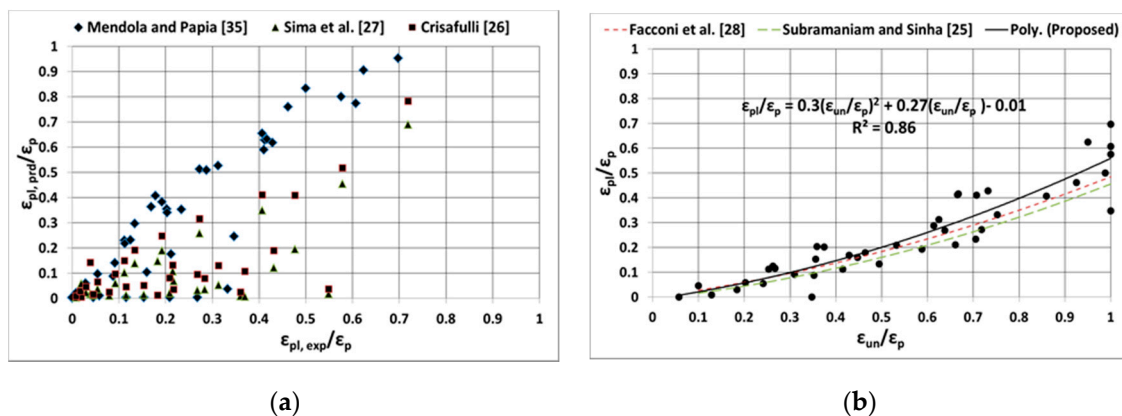 Mendola and Papia [35] Sima et al. [27] Crisafulli [26]
1
0.9
0.8
0.7
0.6
0.5
0.4
0.3
0.2
0.1
0
εpl, prd/εp
0 0.1 0.2 0.3 0.4 0.5 0.6 0.7 0.8 0.9 1
εpl, exp/εp
(a)
Facconi et al. [28] Subramaniam and Sinha [25] Poly. (Proposed)
1
0.9
0.8
0.7
0.6
0.5
0.4
0.3
0.2
0.1
0
εpl/εp
εpl/εp = 0.3(εun/εp)² + 0.27(εun/εp ) - 0.01
R² = 0.86
0 0.1 0.2 0.3 0.4 0.5 0.6 0.7 0.8 0.9 1
εun/εp
(b)